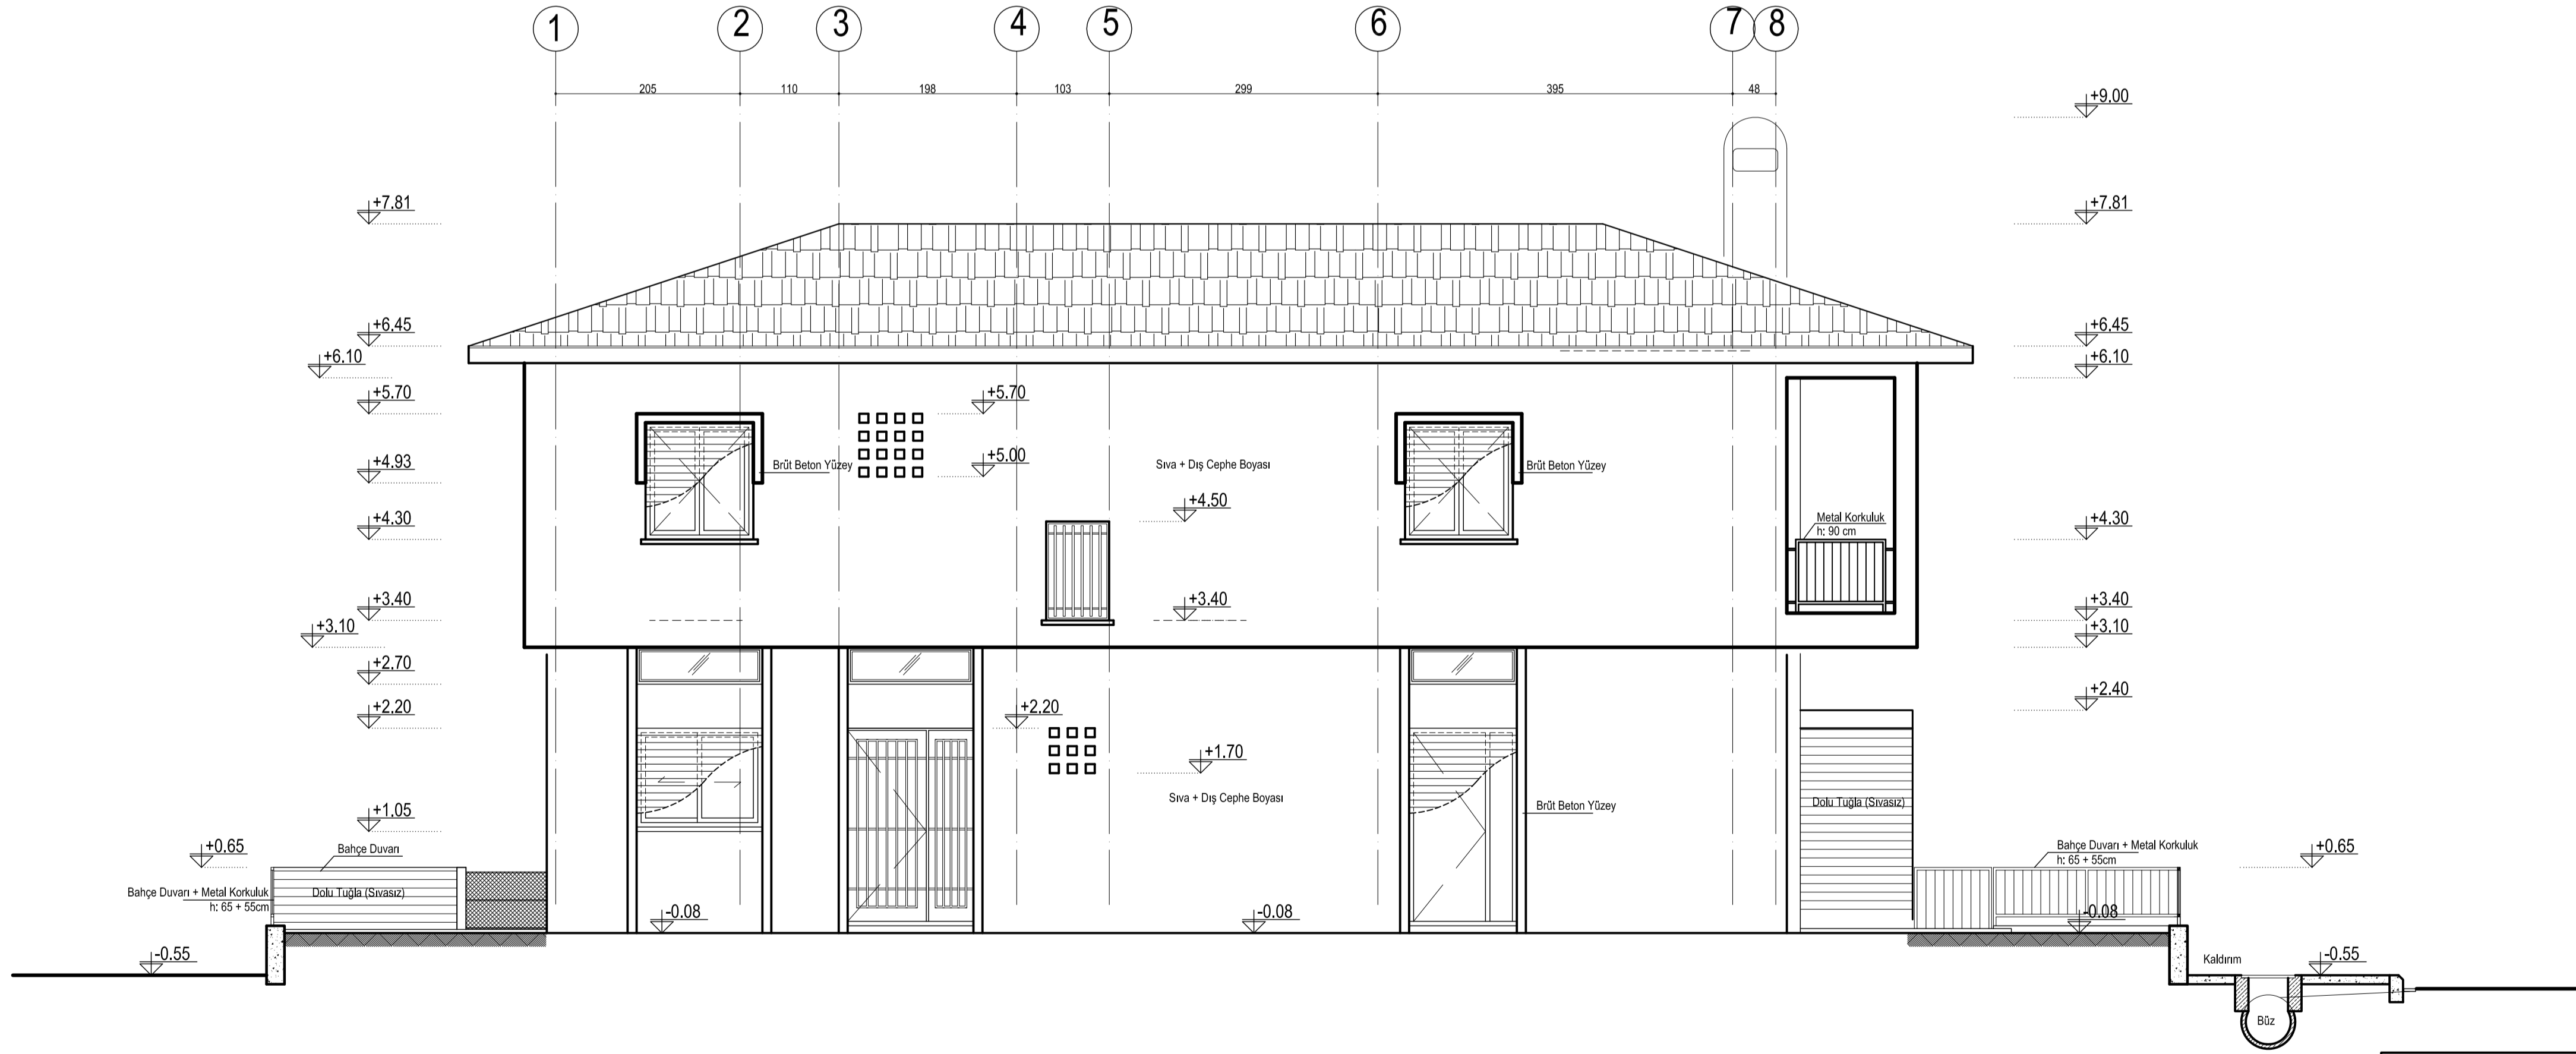 1 2 3 4 5 6 7 8
205 110 198 103 299 395 48
+9.00
+7.81 +7.81
+6.45 +6.45
+6.10 +6.10
+5.70 +5.70
+4.93 Brüt Beton Yüzey +5.00 Sıva + Dış Cephe Boyası Brüt Beton Yüzey
+4.50
+4.30 Metal Korkuluk +4.30
h: 90 cm
+3.40 +3.40 +3.40
+3.10 +3.10
+2.70
+2.40
+2.20 +2.20
+1.70
Sıva + Dış Cephe Boyası Brüt Beton Yüzey Dolu Tuğla (Sıvasız)
+1.05
+0.65 Bahçe Duvarı Bahçe Duvarı + Metal Korkuluk +0.65
h: 65 + 55cm
Bahçe Duvarı + Metal Korkuluk Dolu Tuğla (Sıvasız)
h: 65 + 55cm
-0.08 -0.08 -0.08
-0.55 Kaldırım -0.55
Büz